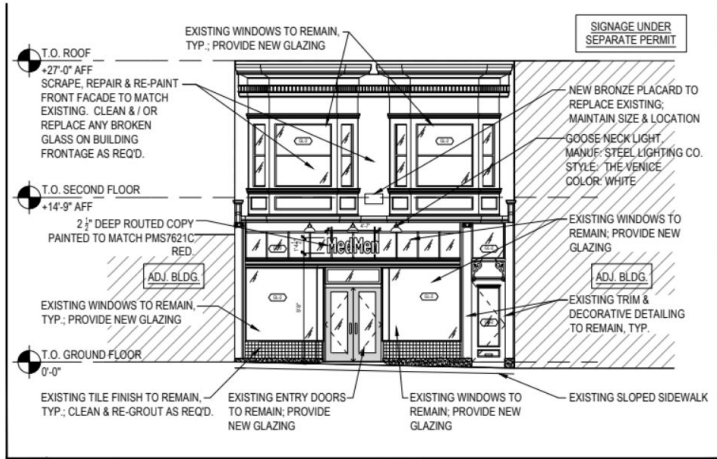 SIGNAGE UNDER
SEPARATE PERMIT
EXISTING WINDOWS TO REMAIN,
TYP.; PROVIDE NEW GLAZING
T.O. ROOF
+27'-0" AFF
SCRAPE, REPAIR & RE-PAINT
FRONT FACADE TO MATCH
EXISTING. CLEAN & / OR
REPLACE ANY BROKEN
GLASS ON BUILDING
FRONTAGE AS REQ'D.
NEW BRONZE PLACARD TO
REPLACE EXISTING;
MAINTAIN SIZE & LOCATION
GOOSE NECK LIGHT,
MANUF: STEEL LIGHTING CO.
STYLE: THE VENICE
COLOR: WHITE
T.O. SECOND FLOOR
+14'-9" AFF
2 ½" DEEP ROUTED COPY
PAINTED TO MATCH PMS7621C
RED.
MedMen
EXISTING WINDOWS TO
REMAIN; PROVIDE NEW
GLAZING
ADJ. BLDG.
ADJ. BLDG.
EXISTING WINDOWS TO REMAIN,
TYP.; PROVIDE NEW GLAZING
EXISTING TRIM &
DECORATIVE DETAILING
TO REMAIN, TYP.
T.O. GROUND FLOOR
0'-0"
EXISTING TILE FINISH TO REMAIN,
TYP.; CLEAN & RE-GROUT AS REQ'D.
EXISTING ENTRY DOORS
TO REMAIN; PROVIDE
NEW GLAZING
EXISTING WINDOWS TO
REMAIN; PROVIDE NEW
GLAZING
EXISTING SLOPED SIDEWALK